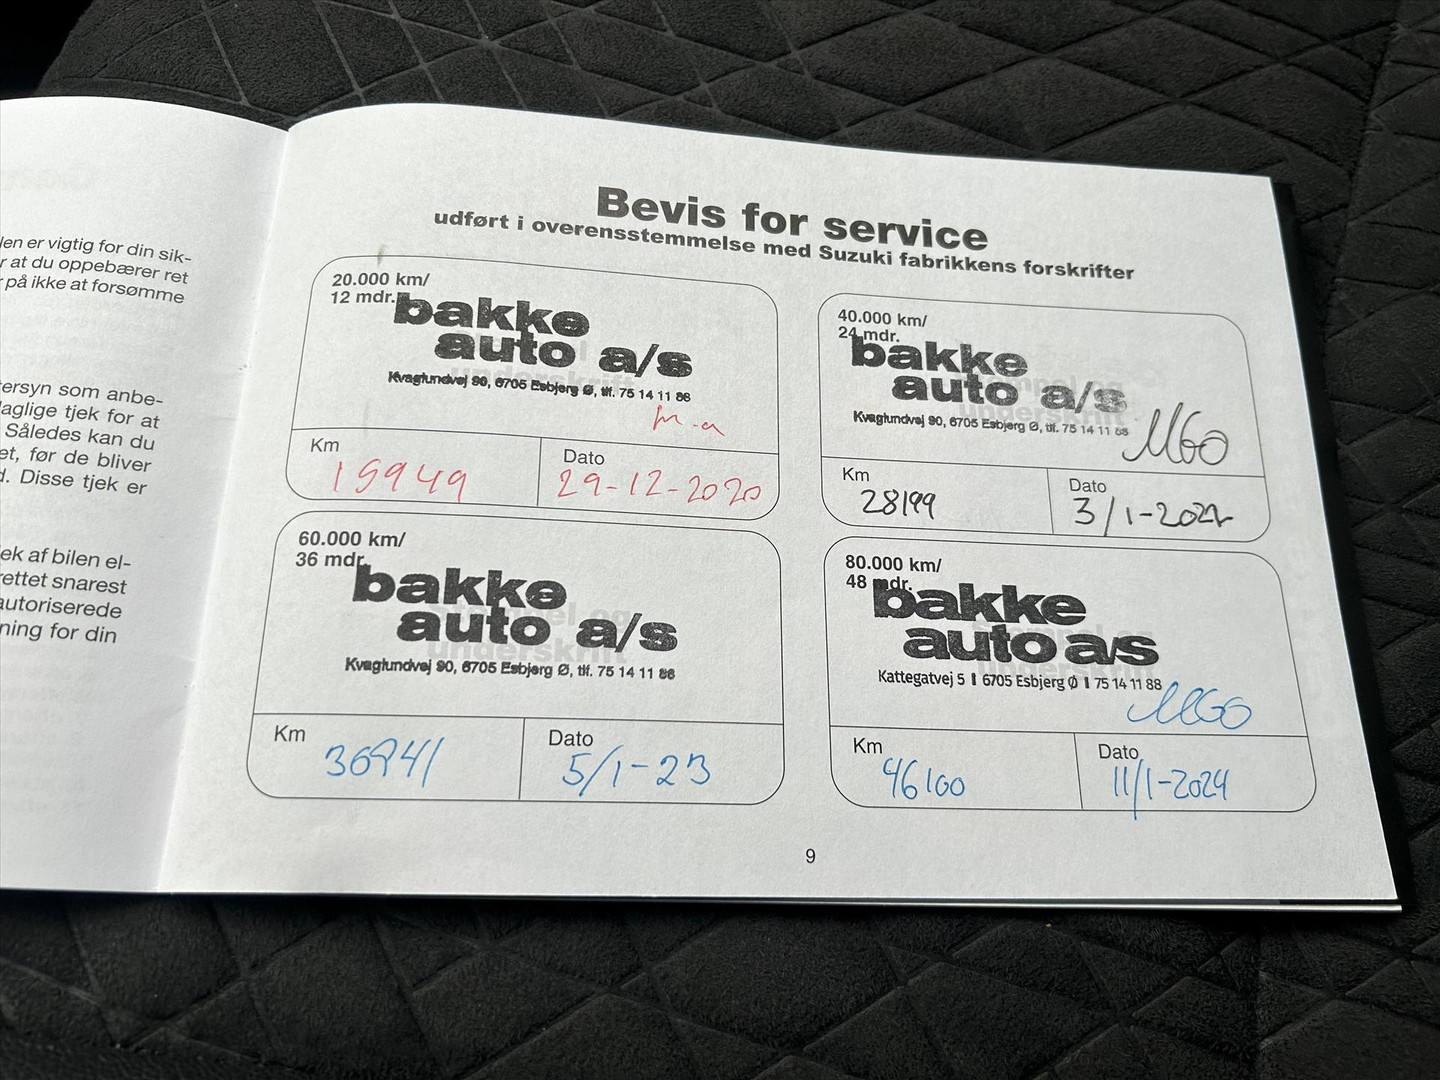 len er vigtig for din sik-
r at du oppebærer ret
r på ikke at forsømme
tersyn som anbe-
laglige tjek for at
Således kan du
et, før de bliver
d. Disse tjek er
ek af bilen el-
rettet snarest
autoriserede
ning for din
Bevis for service
udført i overensstemmelse med Suzuki fabrikkens forskrifter
20.000 km/
12 mdr.
bakke
auto a/s
Kvaglundvej 90, 6705 Esbjerg Ø, tlf. 75 14 11 88
m.a
Km
15949
Dato
29-12-2020
40.000 km/
24 mdr.
bakke
auto a/s
Kvaglundvej 90, 6705 Esbjerg Ø, tlf. 75 14 11 88
Km
28199
Dato
3/1-2022
60.000 km/
36 mdr.
bakke
auto a/s
Kvaglundvej 90, 6705 Esbjerg Ø, tlf. 75 14 11 88
Km
Dato
5/1-23
80.000 km/
48 mdr.
bakke
auto a/s
Kattegatvej 5 I 6705 Esbjerg Ø I 75 14 11 88
Km
46100
Dato
11/1-2024
9